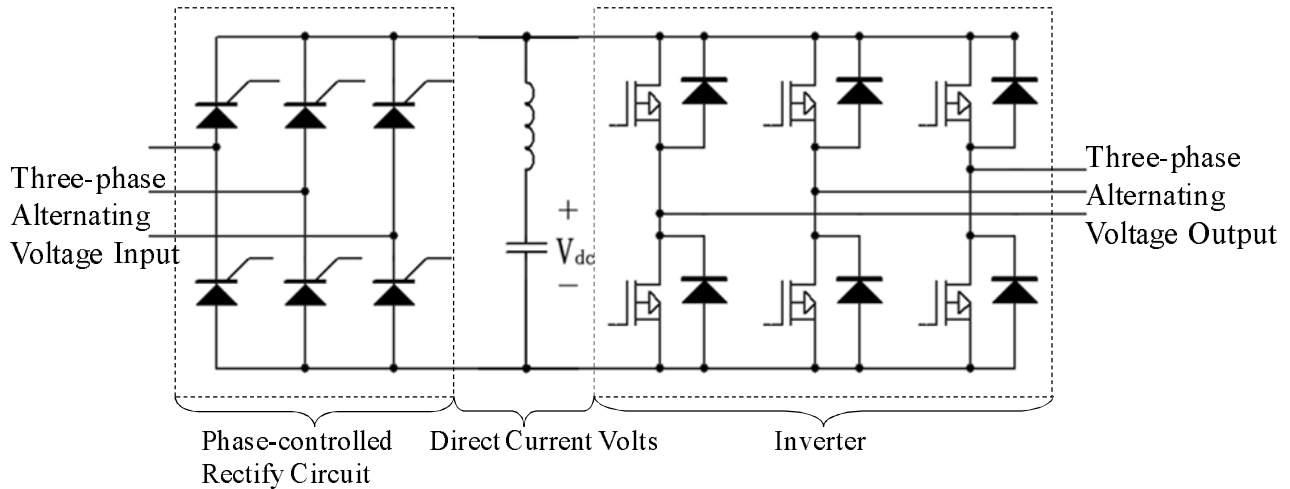 Three-phase
Alternating
Voltage Input
+
Vdc
−
Three-phase
Alternating
Voltage Output
Phase-controlled
Rectify Circuit
Direct Current Volts
Inverter